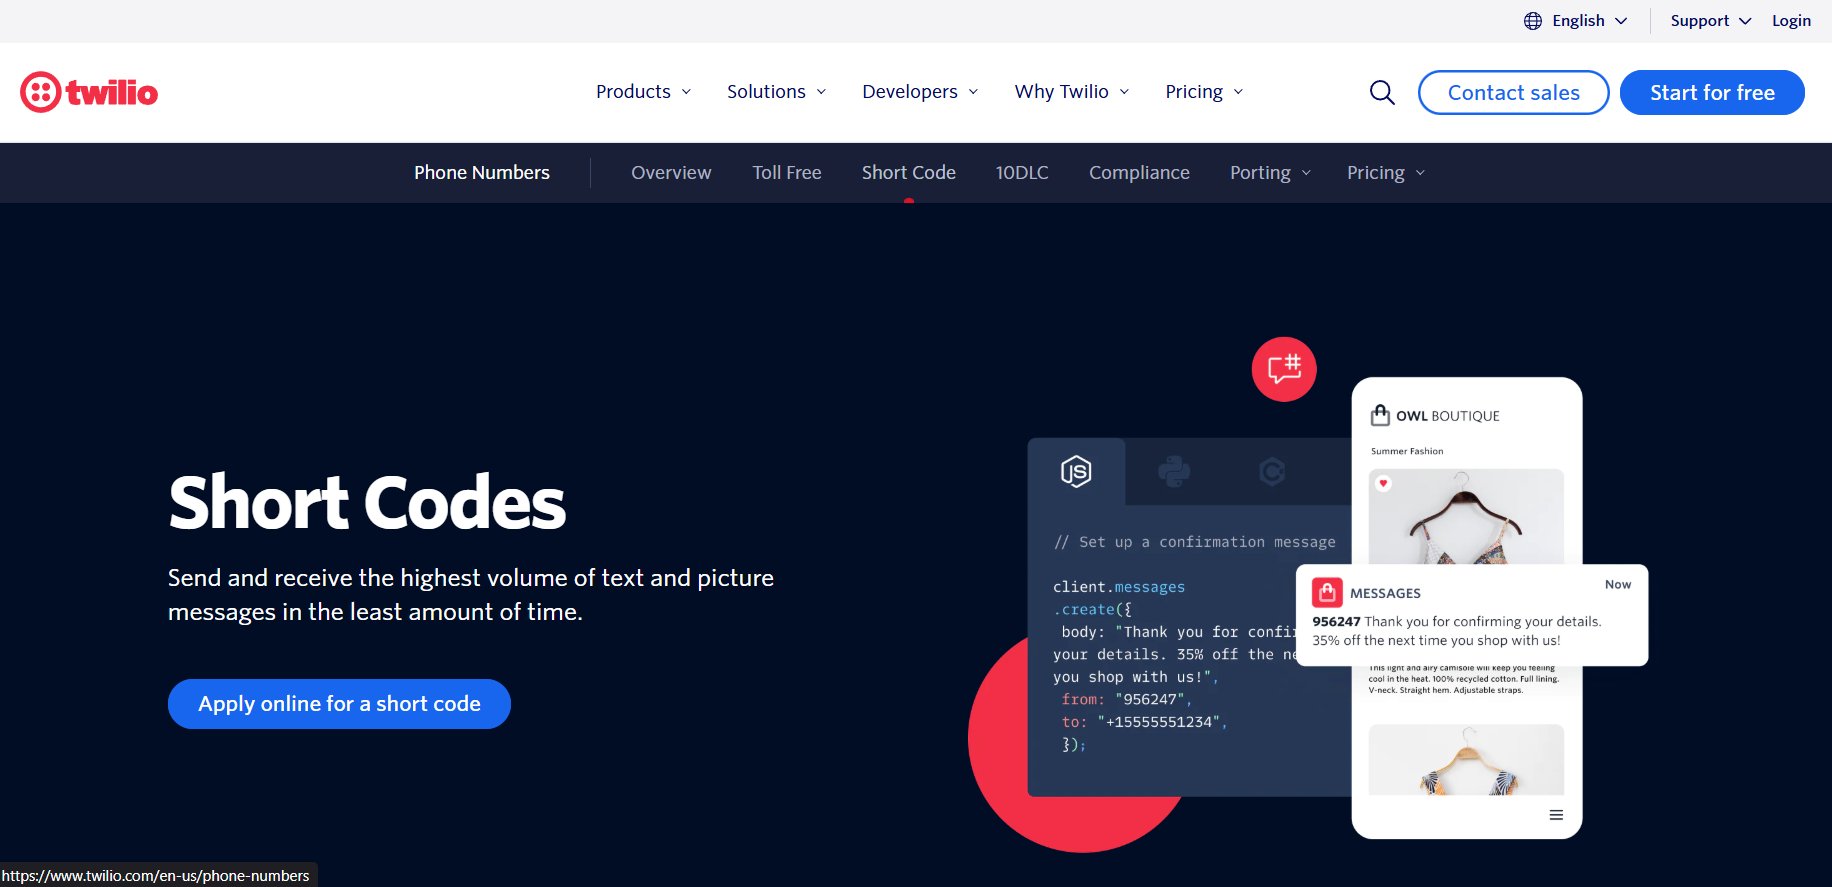 English
Support
Login
twilio
Products
Solutions
Developers
Why Twilio
Pricing
Contact sales
Start for free
Phone Numbers
Overview
Toll Free
Short Code
10DLC
Compliance
Porting
Pricing
Short Codes
Send and receive the highest volume of text and picture
messages in the least amount of time.
Apply online for a short code
JS
// Set up a confirmation message
client.messages
.create({
body: "Thank you for confi
your details. 35% off the ne
you shop with us!",
from: "956247",
to: "+15555551234",
});
OWL BOUTIQUE
Summer Fashion
MESSAGES
Now
956247 Thank you for confirming your details.
35% off the next time you shop with us!
This light and airy camisole will keep you feeling
cool in the heat. 100% recycled cotton. Full lining.
V-neck. Straight hem. Adjustable straps.
https://www.twilio.com/en-us/phone-numbers